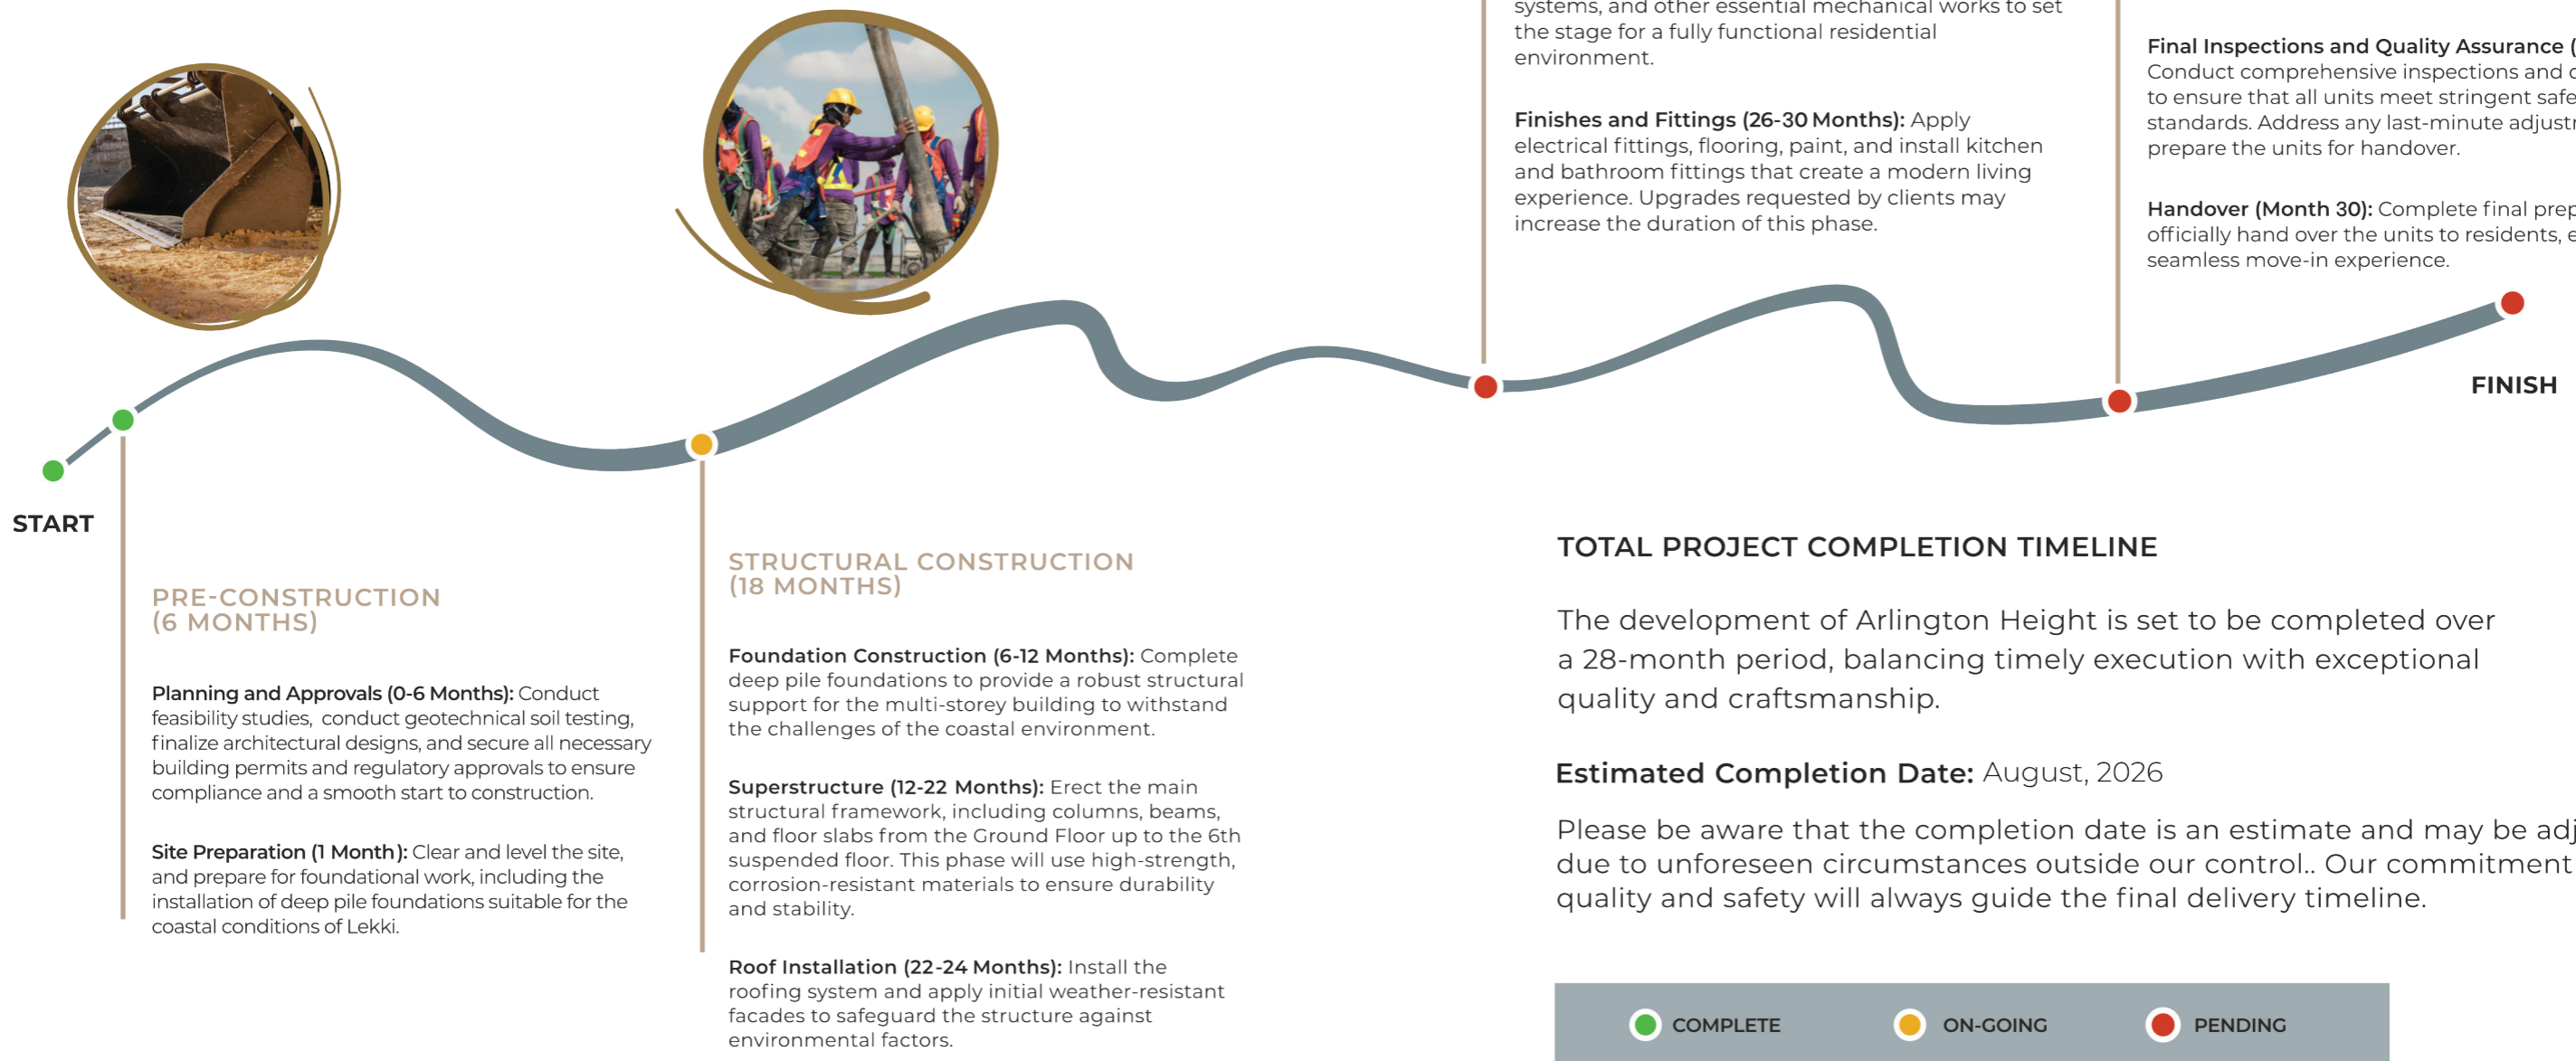 systems, and other essential mechanical works to set
the stage for a fully functional residential
environment.
Finishes and Fittings (26-30 Months): Apply
electrical fittings, flooring, paint, and install kitchen
and bathroom fittings that create a modern living
experience. Upgrades requested by clients may
increase the duration of this phase.
Final Inspections and Quality Assurance (
Conduct comprehensive inspections and
to ensure that all units meet stringent
standards. Address any last-minute
prepare the units for handover.
Handover (Month 30): Complete final
officially hand over the units to residents,
seamless move-in experience.
START
FINISH
PRE-CONSTRUCTION
(6 MONTHS)
Planning and Approvals (0-6 Months): Conduct
feasibility studies,  conduct geotechnical soil testing,
finalize architectural designs, and secure all necessary
building permits and regulatory approvals to ensure
compliance and a smooth start to construction.
Site Preparation (1 Month): Clear and level the site,
and prepare for foundational work, including the
installation of deep pile foundations suitable for the
coastal conditions of Lekki.
STRUCTURAL CONSTRUCTION
(18 MONTHS)
Foundation Construction (6-12 Months): Complete
deep pile foundations to provide a robust structural
support for the multi-storey building to withstand
the challenges of the coastal environment.
Superstructure (12-22 Months): Erect the main
structural framework, including columns, beams,
and floor slabs from the Ground Floor up to the 6th
suspended floor. This phase will use high-strength,
corrosion-resistant materials to ensure durability
and stability.
Roof Installation (22-24 Months): Install the
roofing system and apply initial weather-resistant
facades to safeguard the structure against
environmental factors.
TOTAL PROJECT COMPLETION TIMELINE
The development of Arlington Height is set to be completed over
a 28-month period, balancing timely execution with exceptional
quality and craftsmanship.
Estimated Completion Date: August, 2026
Please be aware that the completion date is an estimate and may be
due to unforeseen circumstances outside our control.. Our commitment
quality and safety will always guide the final delivery timeline.
COMPLETE
ON-GOING
PENDING